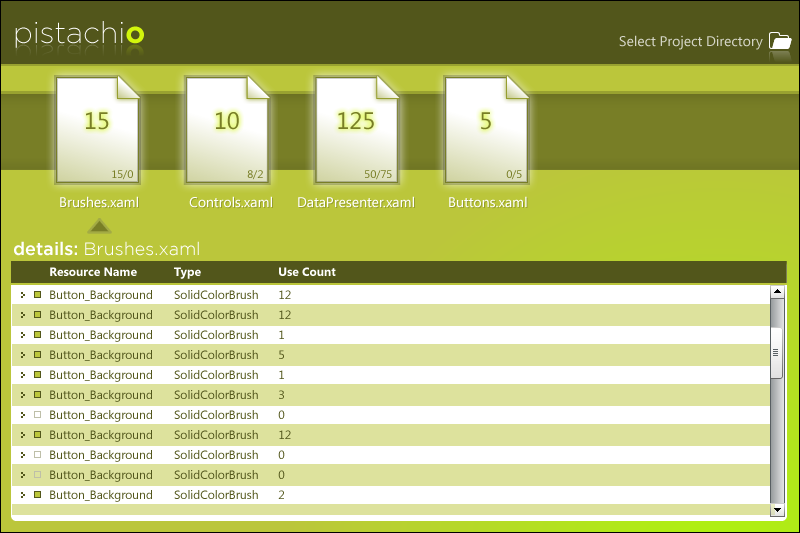 pistachio
Select Project Directory
15
15/0
10
8/2
125
50/75
5
0/5
Brushes.xaml
Controls.xaml
DataPresenter.xaml
Buttons.xaml
details: Brushes.xaml
Resource Name Type Use Count
Button_Background SolidColorBrush 12
Button_Background SolidColorBrush 12
Button_Background SolidColorBrush 1
Button_Background SolidColorBrush 5
Button_Background SolidColorBrush 1
Button_Background SolidColorBrush 3
Button_Background SolidColorBrush 0
Button_Background SolidColorBrush 12
Button_Background SolidColorBrush 0
Button_Background SolidColorBrush 0
Button_Background SolidColorBrush 2